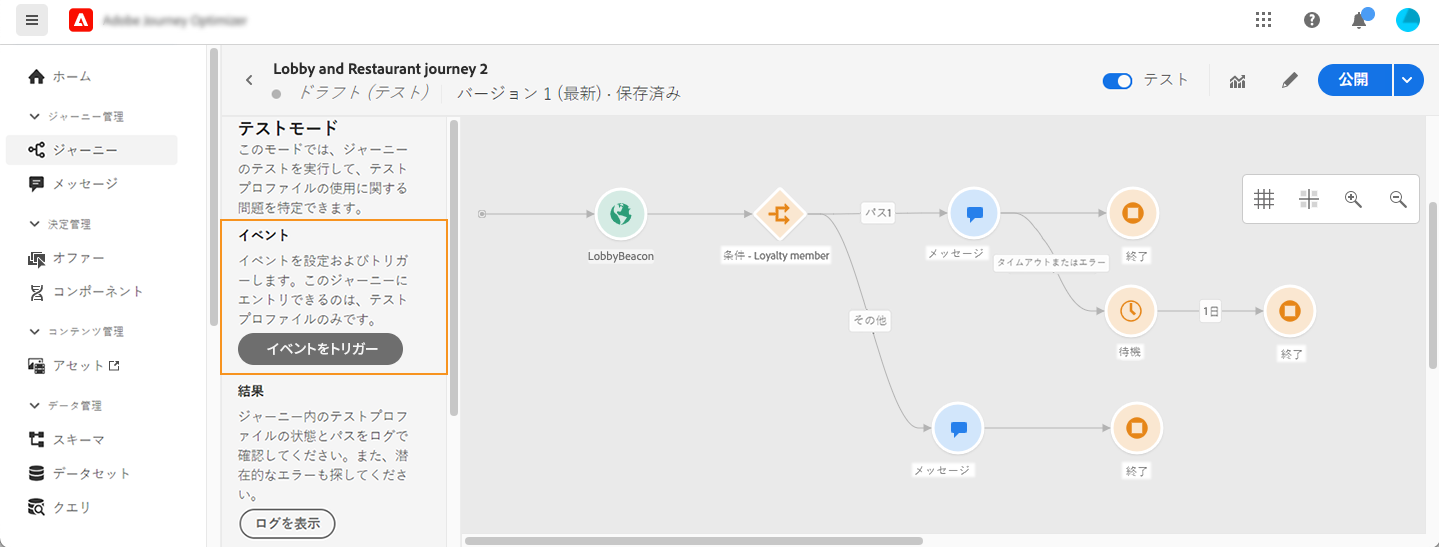 Adobe Journey Optimizer
ホーム
ジャーニー管理
ジャーニー
メッセージ
決定管理
オファー
コンポーネント
コンテンツ管理
アセット
データ管理
スキーマ
データセット
クエリ
Lobby and Restaurant journey 2
ドラフト (テスト)
バージョン 1 (最新)・保存済み
テスト
公開
テストモード
このモードでは、ジャーニー
のテストを実行して、テスト
プロファイルの使用に関する
問題を特定できます。
イベント
イベントを設定およびトリガ
ーします。このジャーニーに
エントリできるのは、テスト
プロファイルのみです。
イベントをトリガー
結果
ジャーニー内のテストプロフ
ァイルの状態とパスをログで
確認してください。また、潜
在的なエラーも探してくださ
い。
ログを表示
LobbyBeacon
条件 - Loyalty member
パス1
メッセージ
終了
タイムアウトまたはエラー
待機
1日
終了
その他
メッセージ
終了